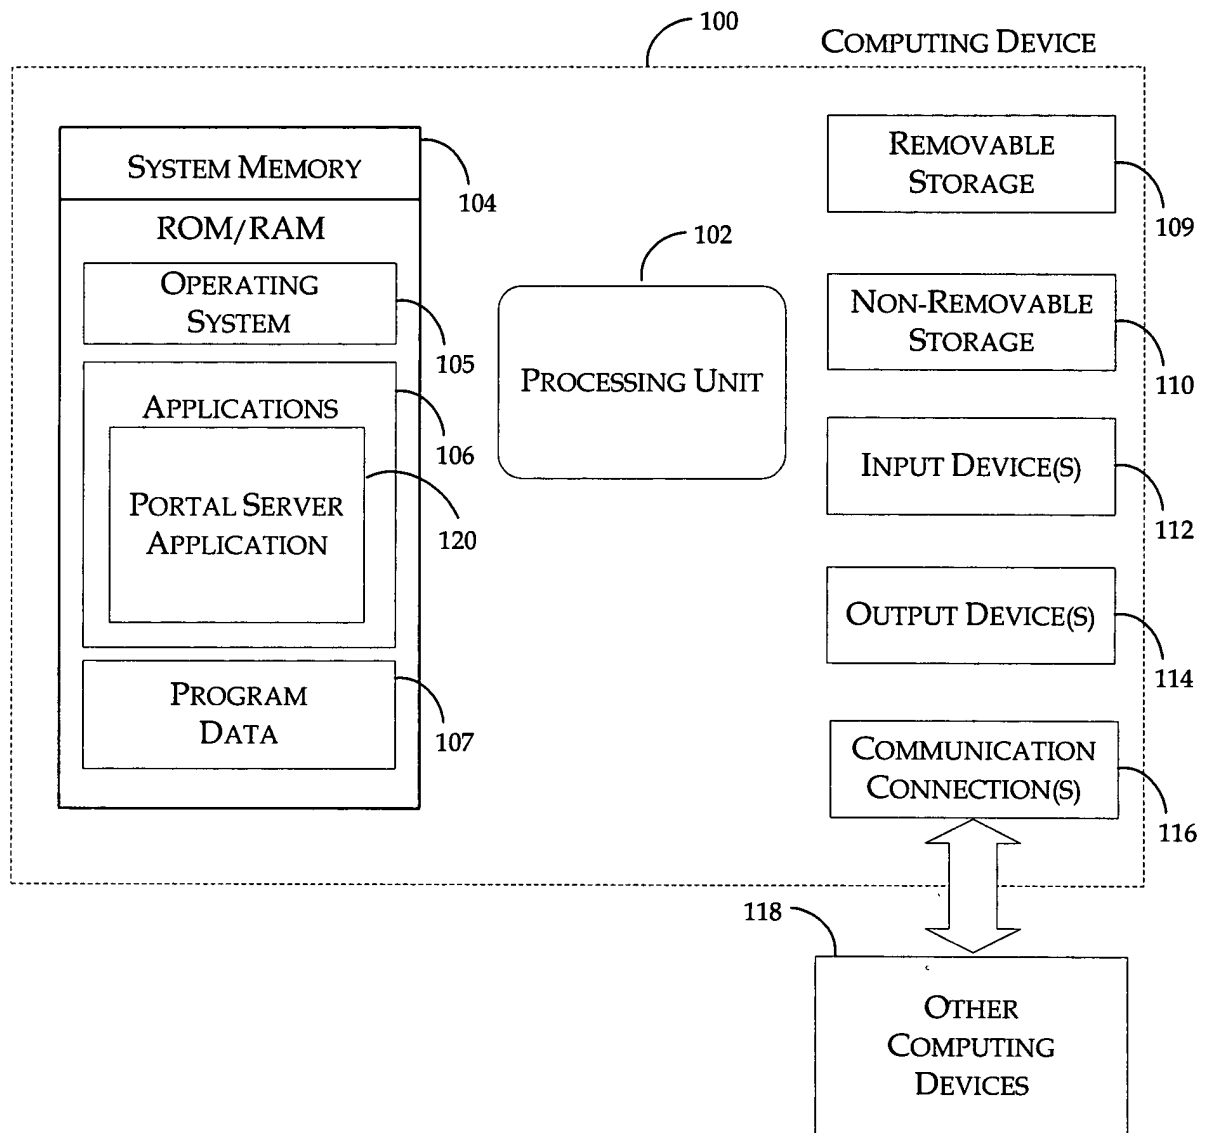 100
COMPUTING DEVICE
SYSTEM MEMORY
104
ROM/RAM
OPERATING
SYSTEM
105
APPLICATIONS
106
PORTAL SERVER
APPLICATION
120
PROGRAM
DATA
107
102
PROCESSING UNIT
REMOVABLE
STORAGE
109
NON-REMOVABLE
STORAGE
110
INPUT DEVICE(S)
112
OUTPUT DEVICE(S)
114
COMMUNICATION
CONNECTION(S)
116
118
OTHER
COMPUTING
DEVICES